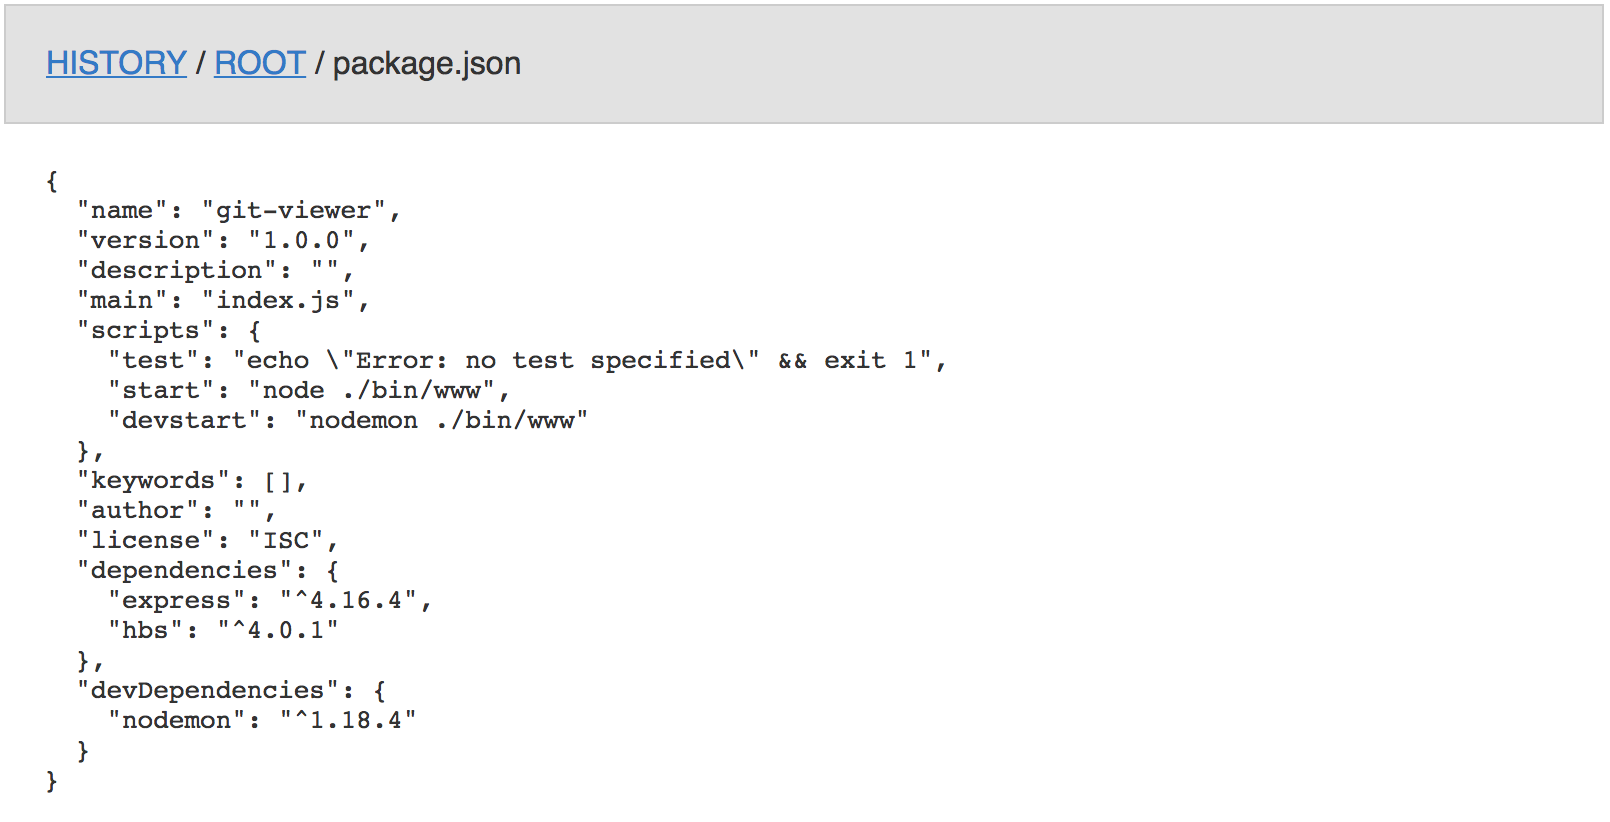 HISTORY / ROOT / package.json
{
  "name": "git-viewer",
  "version": "1.0.0",
  "description": "",
  "main": "index.js",
  "scripts": {
    "test": "echo \"Error: no test specified\" && exit 1",
    "start": "node ./bin/www",
    "devstart": "nodemon ./bin/www"
  },
  "keywords": [],
  "author": "",
  "license": "ISC",
  "dependencies": {
    "express": "^4.16.4",
    "hbs": "^4.0.1"
  },
  "devDependencies": {
    "nodemon": "^1.18.4"
  }
}